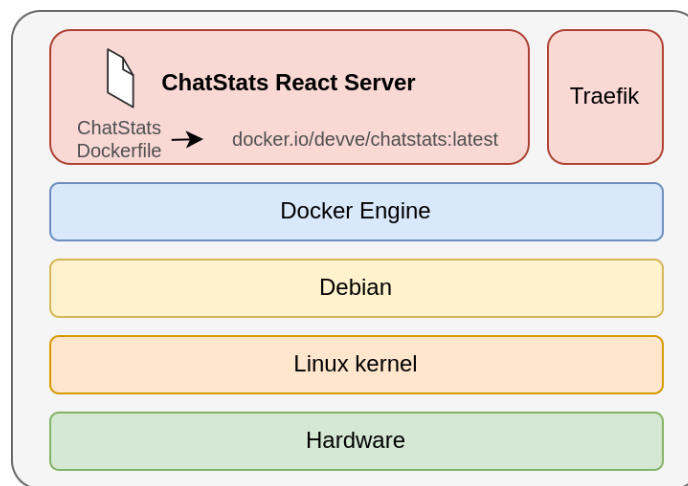 ChatStats React Server
ChatStats
Dockerfile
docker.io/devve/chatstats:latest
Traefik
Docker Engine
Debian
Linux kernel
Hardware